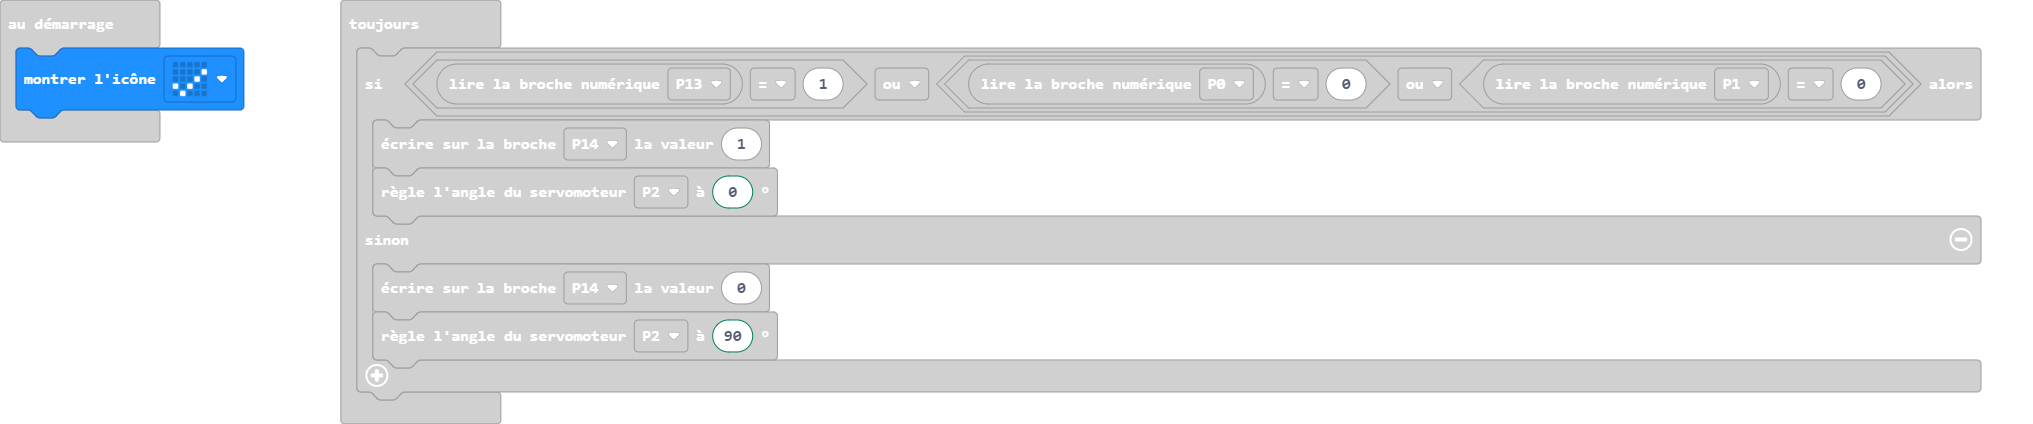 au démarrage
montrer l'icône
toujours
si lire la broche numérique P13 = 1 ou lire la broche numérique P0 = 0 ou lire la broche numérique P1 = 0 alors
écrire sur la broche P14 la valeur 1
règle l'angle du servomoteur P2 à 0 °
sinon
écrire sur la broche P14 la valeur 0
règle l'angle du servomoteur P2 à 90 °